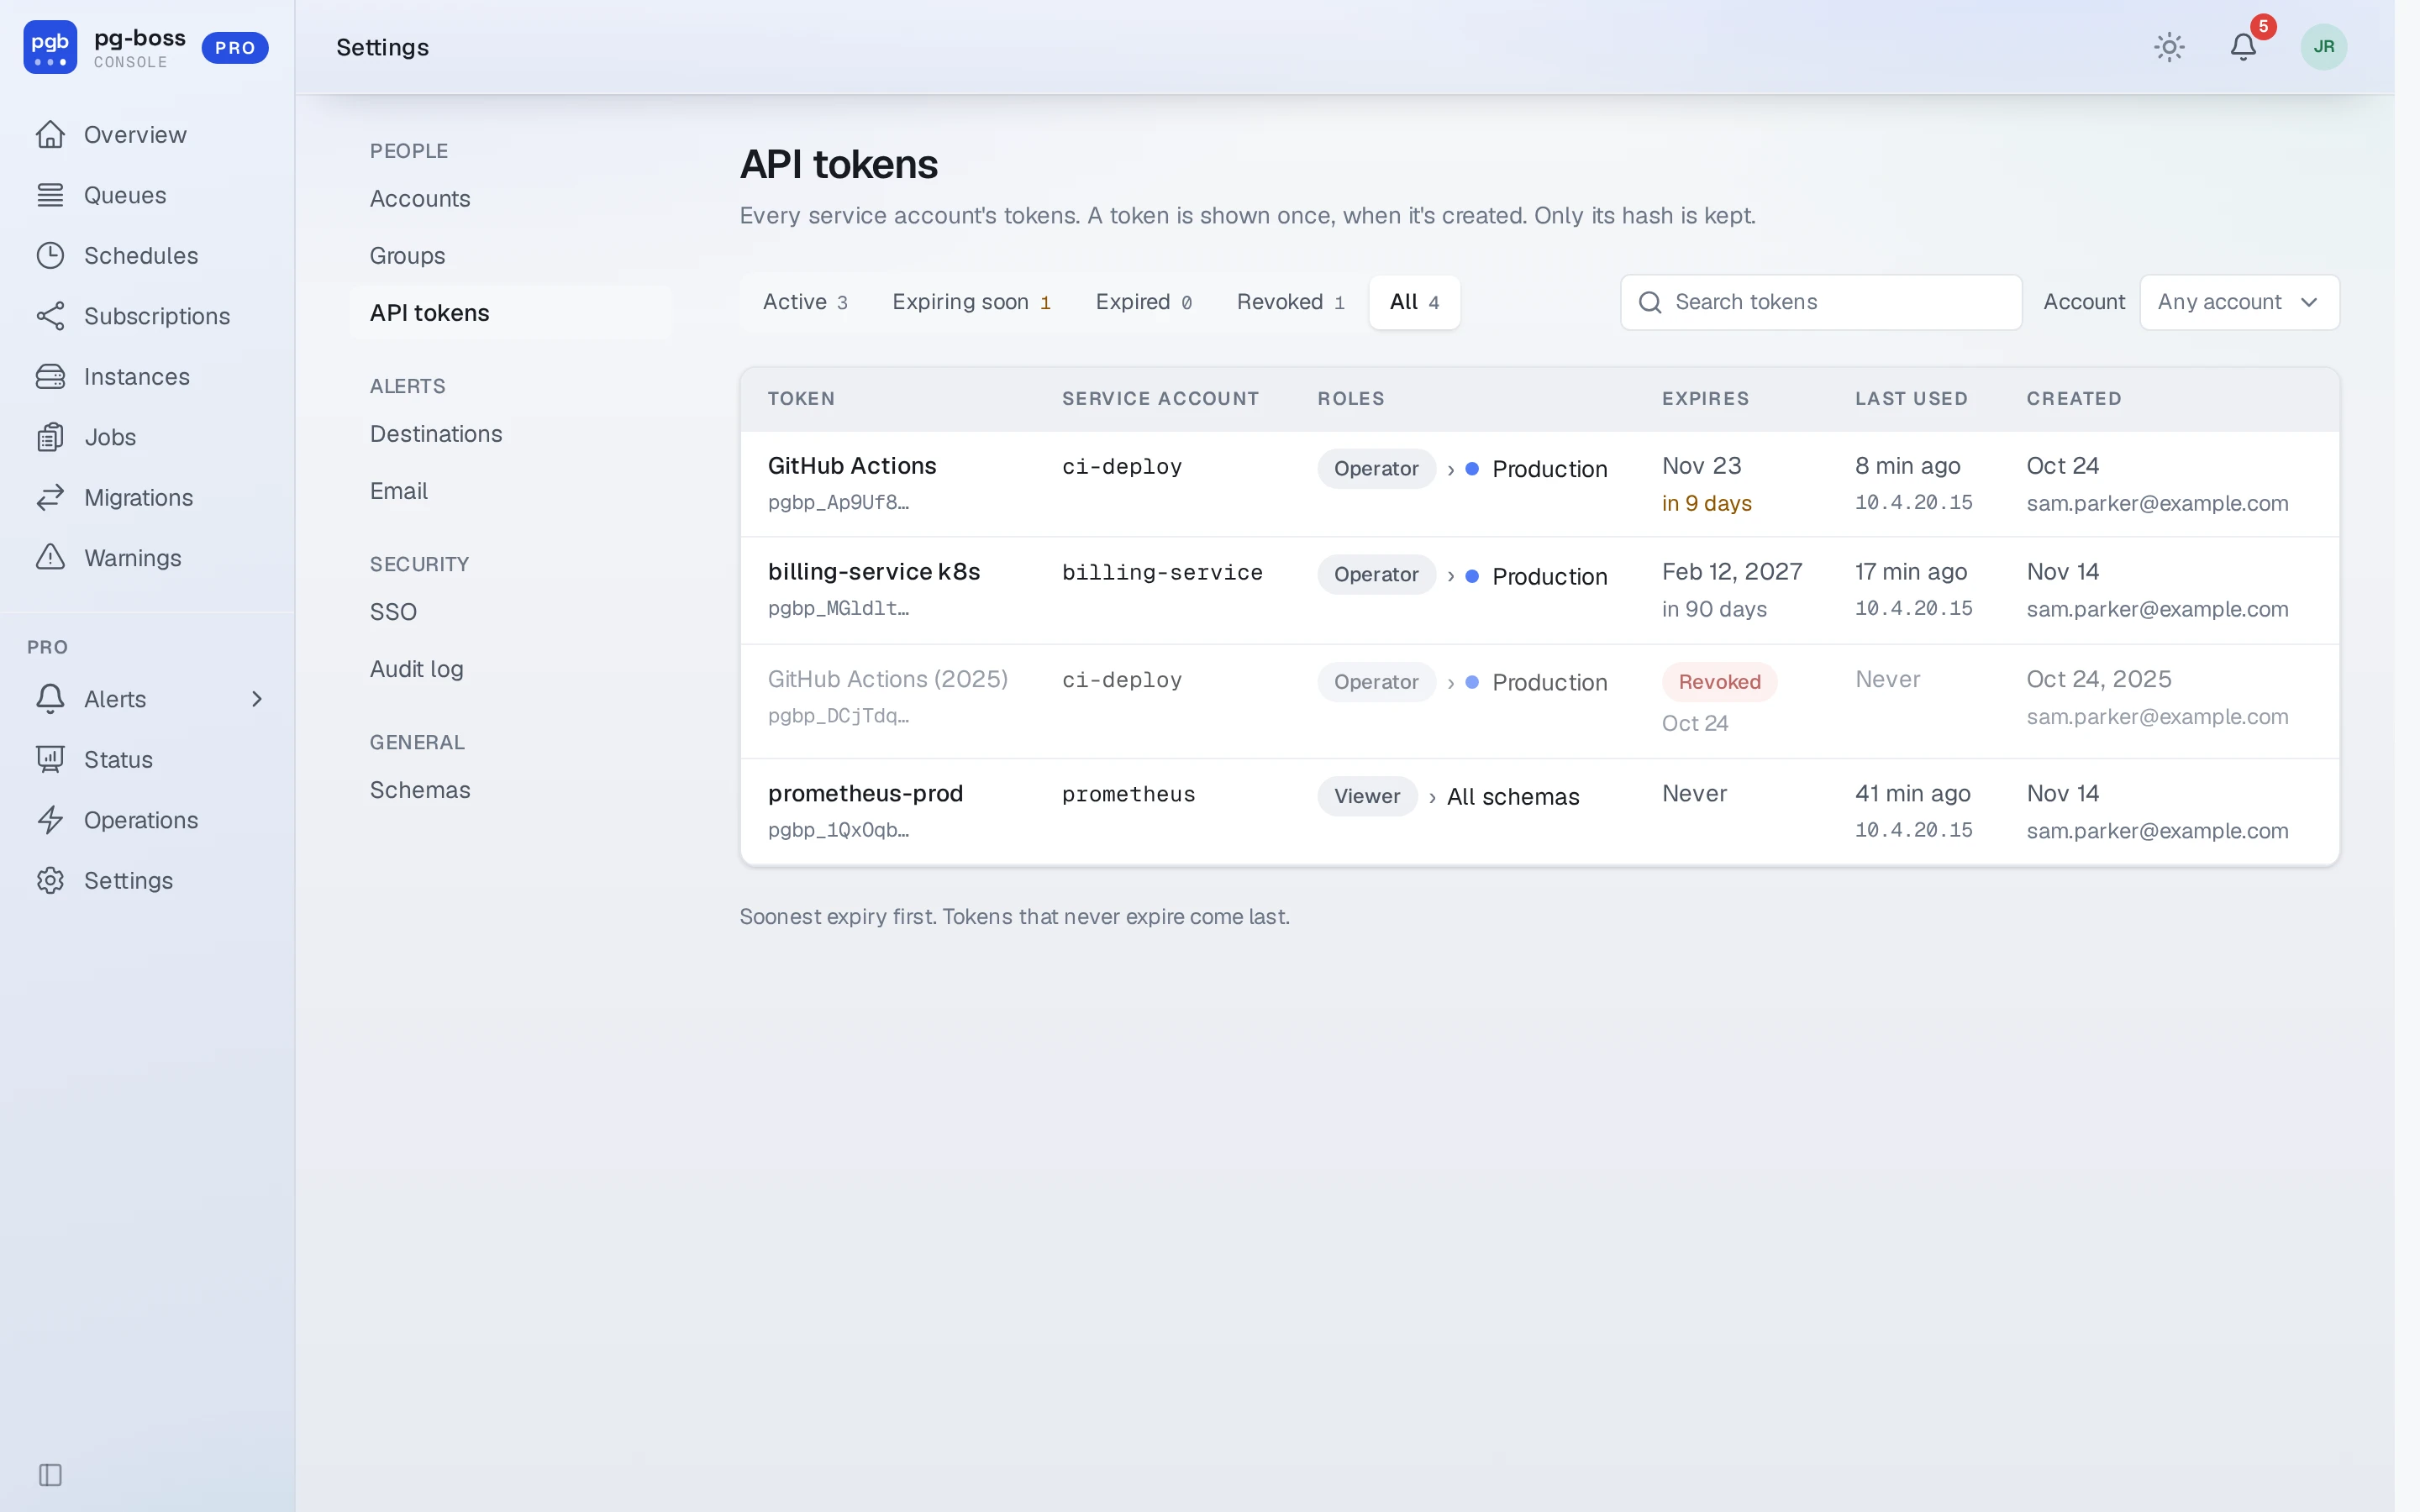 pgb
pg-boss
CONSOLE
PRO
Overview
Queues
Schedules
Subscriptions
Instances
Jobs
Migrations
Warnings
PRO
Alerts
Status
Operations
Settings
Settings
5
JR
PEOPLE
Accounts
Groups
API tokens
ALERTS
Destinations
Email
SECURITY
SSO
Audit log
GENERAL
Schemas
API tokens
Every service account's tokens. A token is shown once, when it's created. Only its hash is kept.
Active 3 Expiring soon 1 Expired 0 Revoked 1 All 4
Search tokens
Account
Any account
TOKEN SERVICE ACCOUNT ROLES EXPIRES LAST USED CREATED
GitHub Actions ci-deploy Operator › Production Nov 23 8 min ago Oct 24
pgbp_Ap9Uf8… in 9 days 10.4.20.15 sam.parker@example.com
billing-service k8s billing-service Operator › Production Feb 12, 2027 17 min ago Nov 14
pgbp_MGldlt… in 90 days 10.4.20.15 sam.parker@example.com
GitHub Actions (2025) ci-deploy Operator › Production Revoked Never Oct 24, 2025
pgbp_DCjTdq… Oct 24 sam.parker@example.com
prometheus-prod prometheus Viewer › All schemas Never 41 min ago Nov 14
pgbp_1QxOqb… 10.4.20.15 sam.parker@example.com
Soonest expiry first. Tokens that never expire come last.